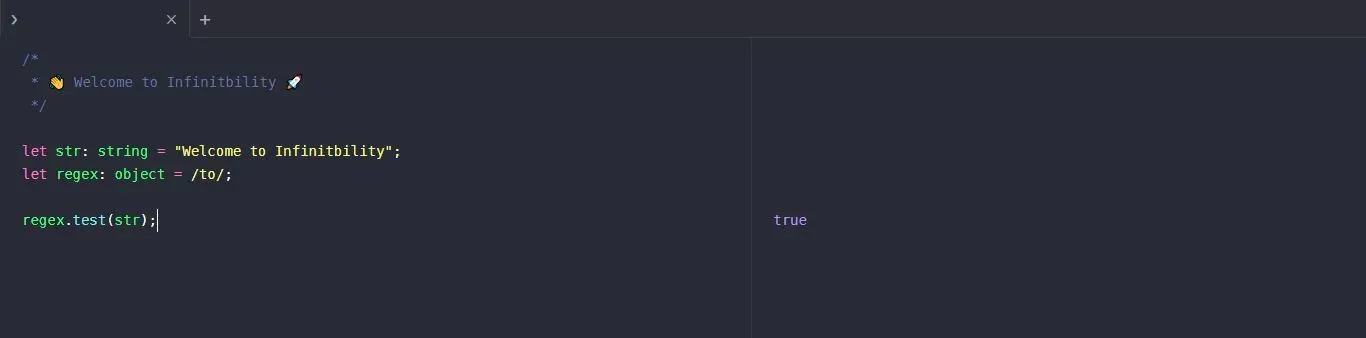 /*
 * 👋 Welcome to Infinitbility 🚀
 */
let str: string = "Welcome to Infinitbility";
let regex: object = /to/;
regex.test(str);
true